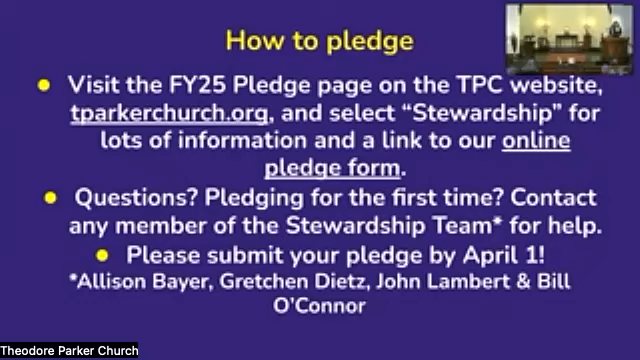 How to pledge
● Visit the FY25 Pledge page on the TPC website,
tparkerchurch.org, and select “Stewardship” for
lots of information and a link to our online
pledge form.
● Questions? Pledging for the first time? Contact
any member of the Stewardship Team* for help.
● Please submit your pledge by April 1!
*Allison Bayer, Gretchen Dietz, John Lambert & Bill
O’Connor
Theodore Parker Church